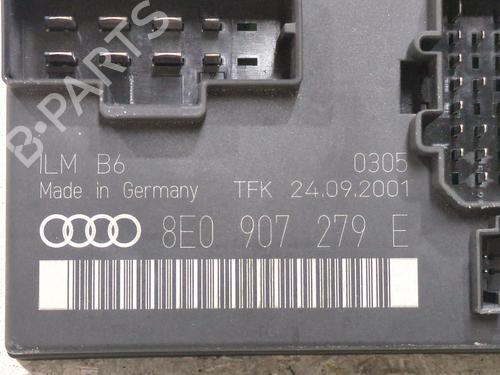 B-PARTS
ILM B6 0305
Made in Germany TFK 24.09.2001
8E0 907 279 E